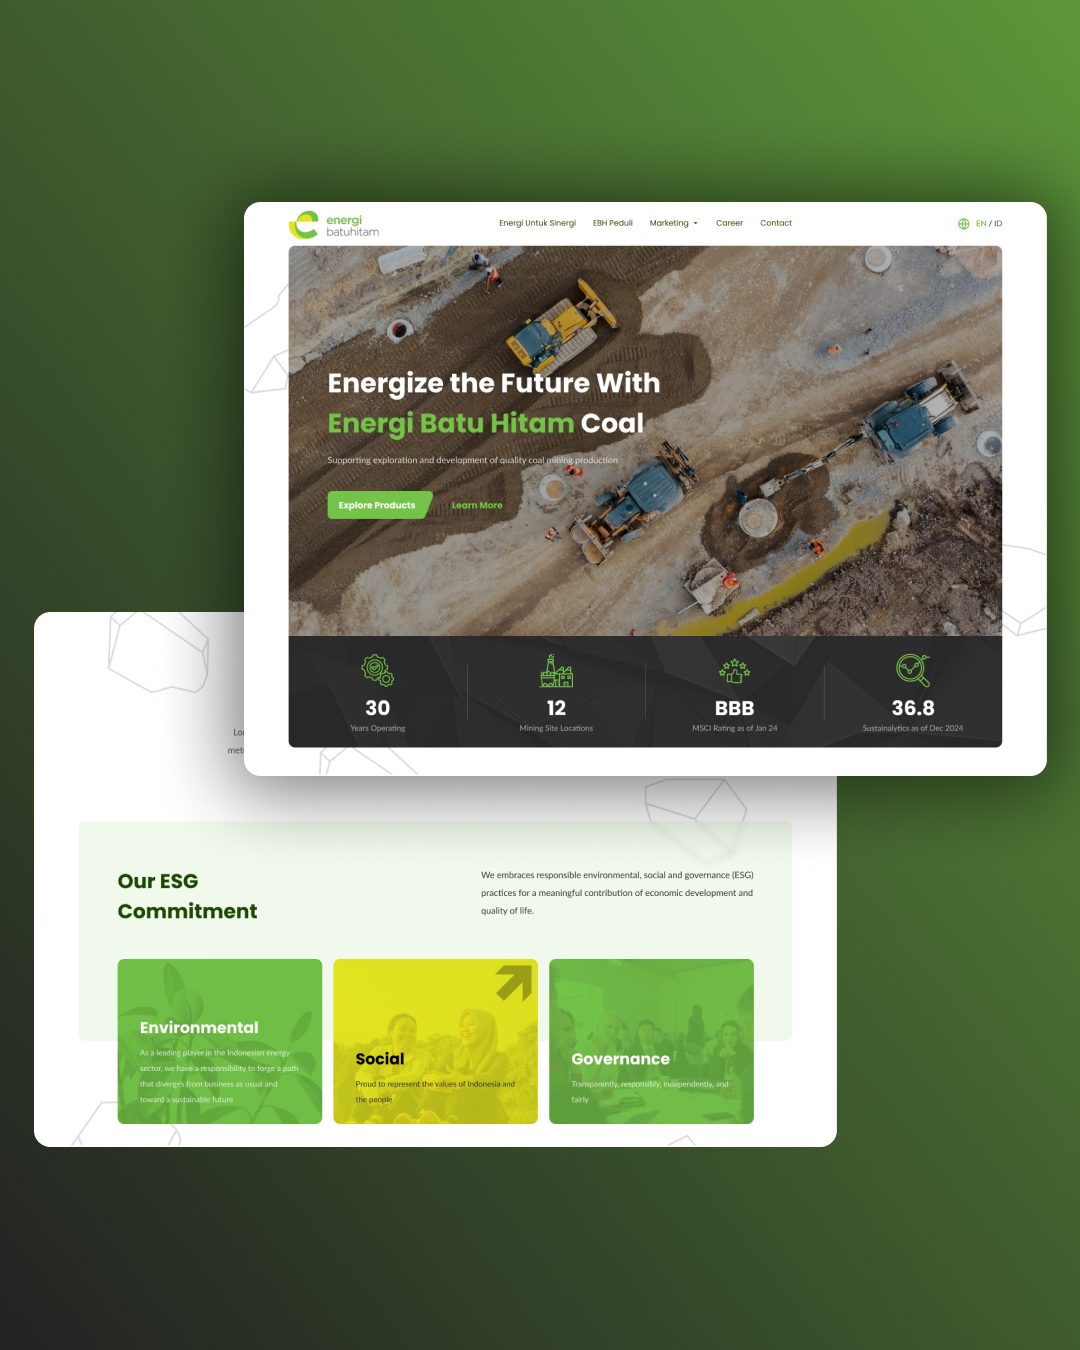 energi
batuhitam
Energi Untuk Sinergi EBH Peduli Marketing Career Contact
EN / ID
Energize the Future With
Energi Batu Hitam Coal
Supporting exploration and development of quality coal mining production
Explore Products Learn More
30
Years Operating
12
Mining Site Locations
BBB
MSCI Rating as of Jan 24
36.8
Sustainalytics as of Dec 2024
Our ESG
Commitment
We embraces responsible environmental, social and governance (ESG)
practices for a meaningful contribution of economic development and
quality of life.
Environmental
As a leading player in the Indonesian energy
sector, we have a responsibility to forge a path
that diverges from business as usual and
toward a sustainable future
Social
Proud to represent the values of Indonesia and
the people
Governance
Transparently, responsibly, independently, and
fairly